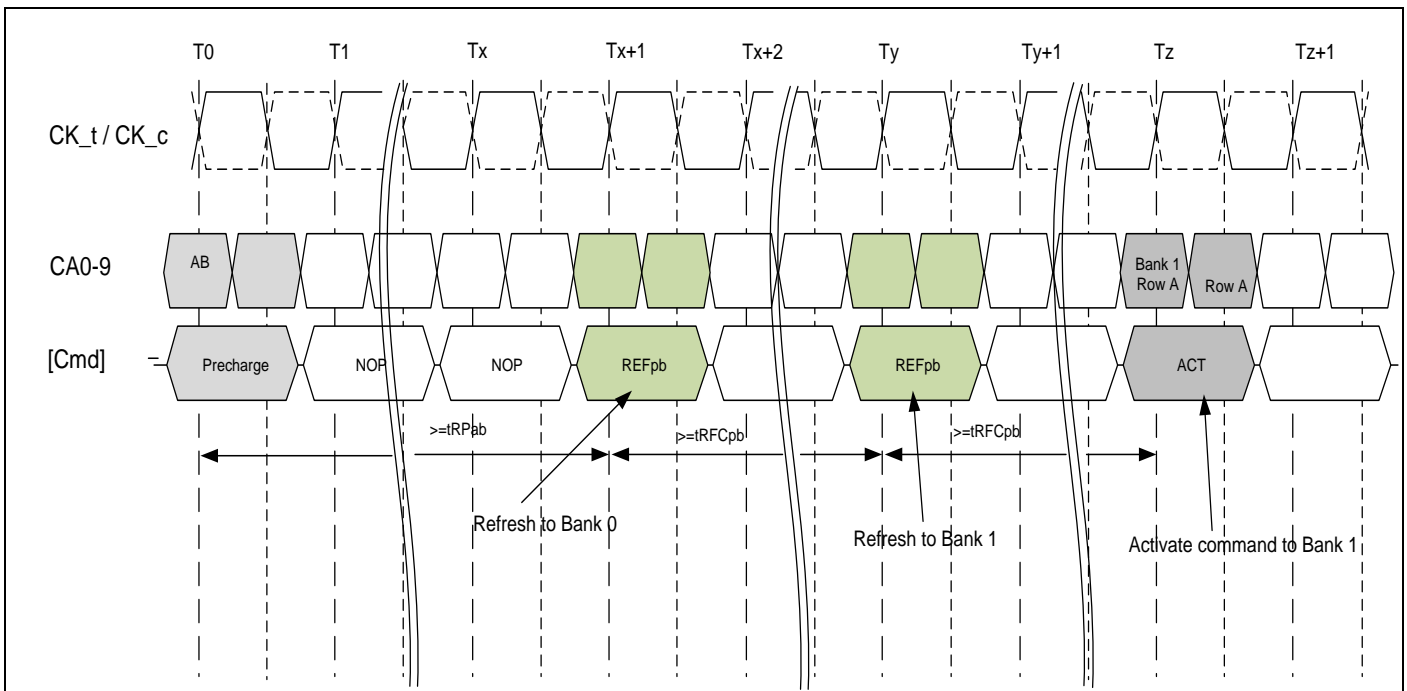 T0 T1 Tx Tx+1 Tx+2 Ty Ty+1 Tz Tz+1
CK_t / CK_c
CA0-9 AB Bank 1 Row A Row A
[Cmd] Precharge NOP NOP REFpb REFpb ACT
>=tRPab >=tRFCpb >=tRFCpb
Refresh to Bank 0
Refresh to Bank 1
Activate command to Bank 1